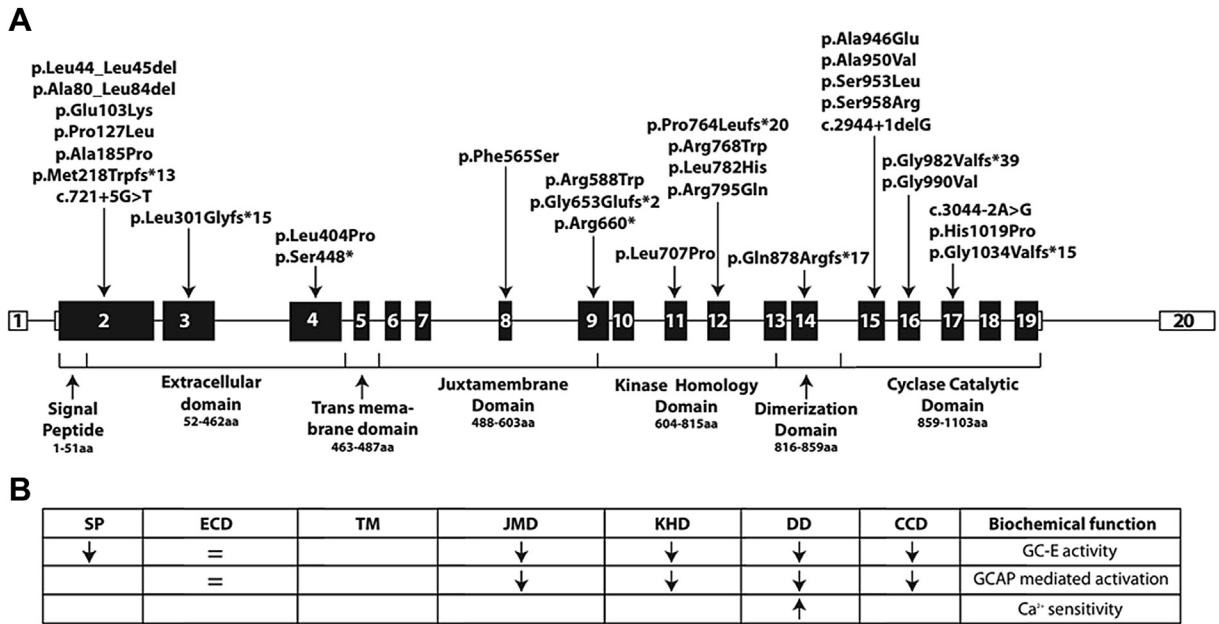 A
p.Leu44_Leu45del
p.Ala80_Leu84del
p.Glu103Lys
p.Pro127Leu
p.Ala185Pro
p.Met218Trpfs*13
c.721+5G>T
p.Leu301Glyfs*15
p.Leu404Pro
p.Ser448*
p.Phe565Ser
p.Arg588Trp
p.Gly653Glufs*2
p.Arg660*
p.Leu707Pro
p.Pro764Leufs*20
p.Arg768Trp
p.Leu782His
p.Arg795Gln
p.Gln878Argfs*17
p.Ala946Glu
p.Ala950Val
p.Ser953Leu
p.Ser958Arg
c.2944+1delG
p.Gly982Valfs*39
p.Gly990Val
c.3044-2A>G
p.His1019Pro
p.Gly1034Valfs*15
1 2 3 4 5 6 7 8 9 10 11 12 13 14 15 16 17 18 19 20
Signal
Peptide
1-51aa
Extracellular
domain
52-462aa
Trans mema-
brane domain
463-487aa
Juxtamembrane
Domain
488-603aa
Kinase Homology
Domain
604-815aa
Dimerization
Domain
816-859aa
Cyclase Catalytic
Domain
859-1103aa
B
SP ECD TM JMD KHD DD CCD Biochemical function
↓ = ↓ ↓ ↓ ↓ GC-E activity
= ↓ ↓ ↓ ↓ GCAP mediated activation
↑ Ca²⁺ sensitivity